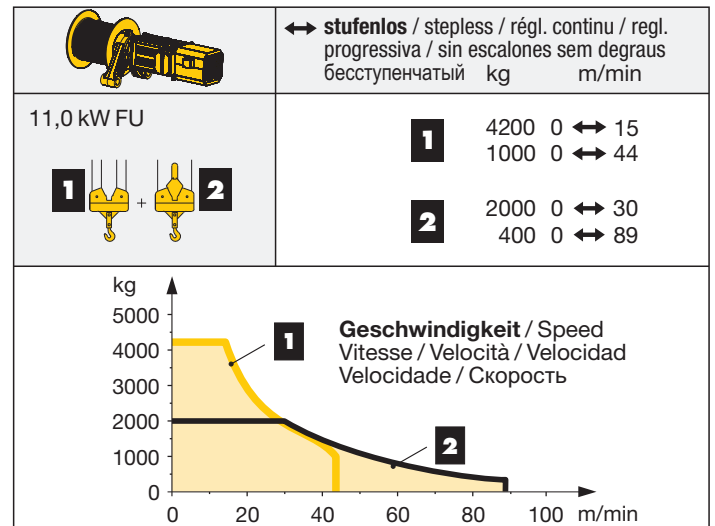 ↔ stufenlos / stepless / régl. continu / regl.
progressiva / sin escalones sem degraus
бесступенчатый kg m/min
11,0 kW FU
1 + 2
1 4200 0 ↔ 15
1000 0 ↔ 44
2 2000 0 ↔ 30
400 0 ↔ 89
kg
5000
4000
3000
2000
1000
0
1
Geschwindigkeit / Speed
Vitesse / Velocità / Velocidad
Velocidade / Скорость
2
0 20 40 60 80 100 m/min